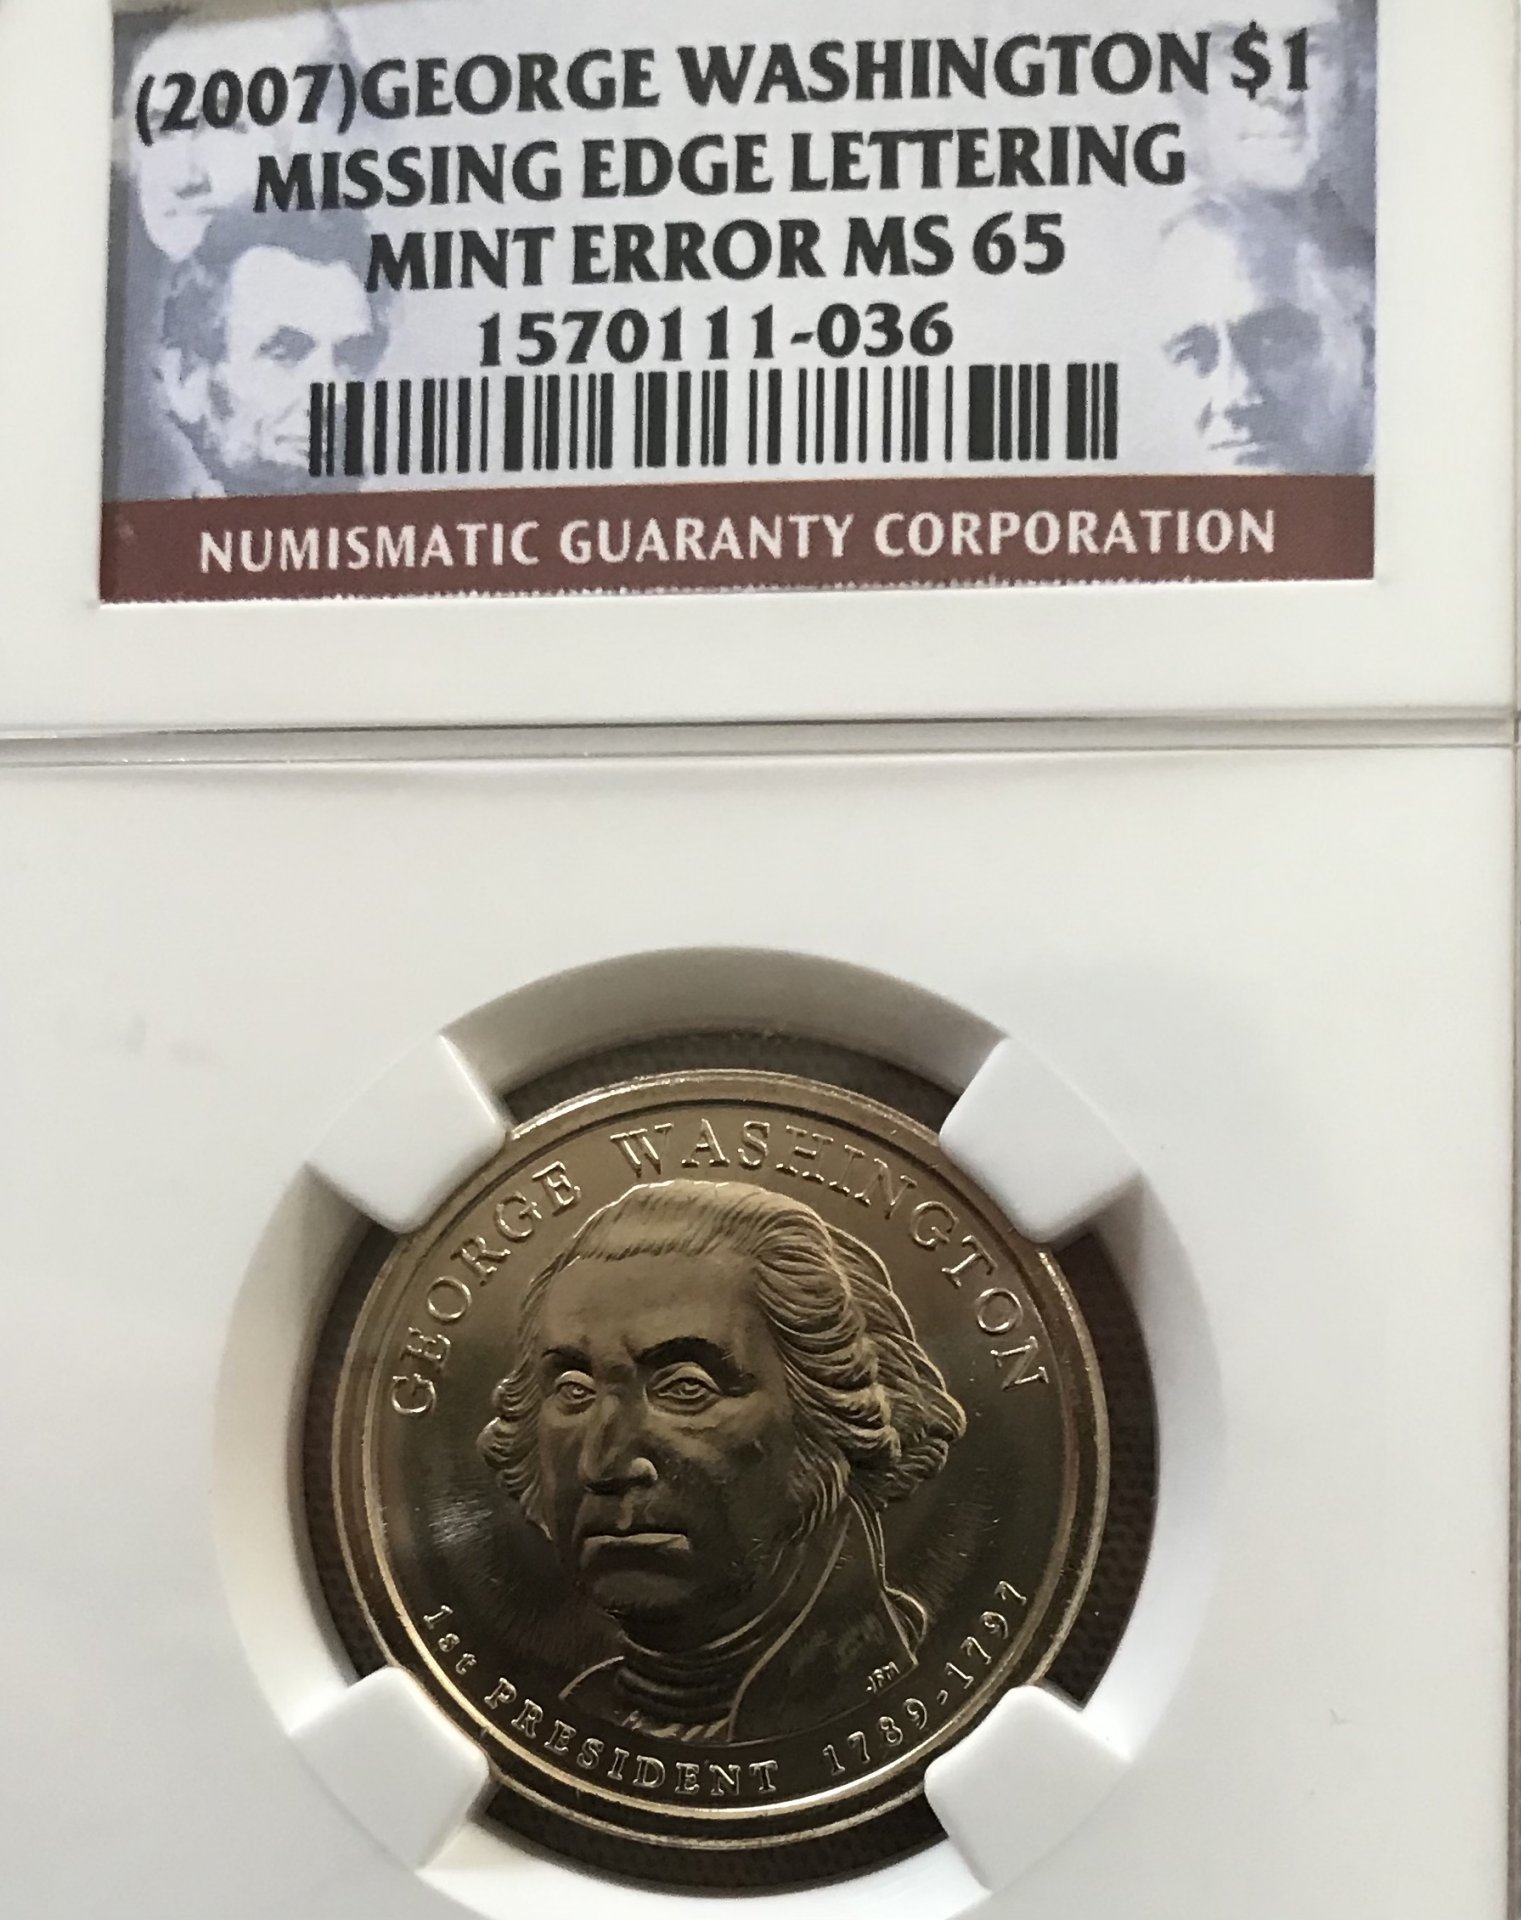 (2007)GEORGE WASHINGTON $1
MISSING EDGE LETTERING
MINT ERROR MS 65
1570111-036
NUMISMATIC GUARANTY CORPORATION
GEORGE WASHINGTON
JFM
1st PRESIDENT 1789-1797